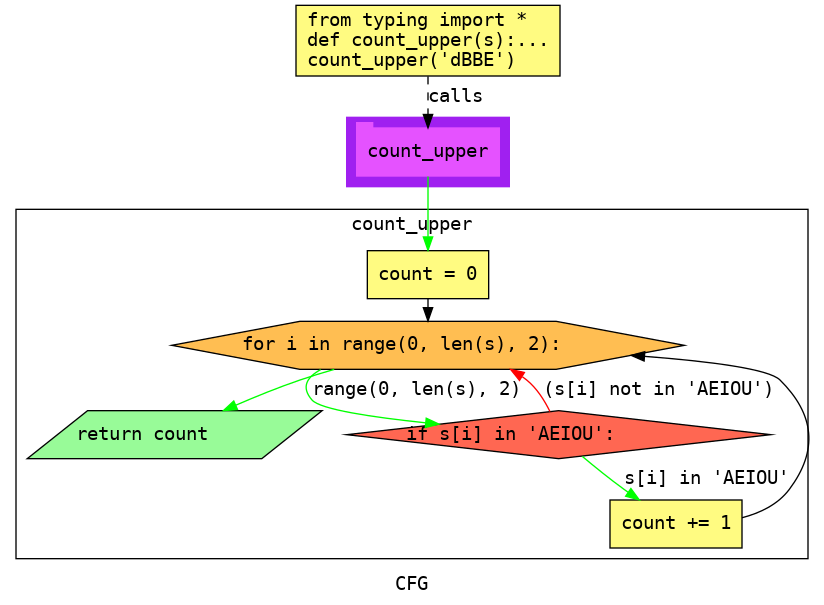 from typing import *
def count_upper(s):...
count_upper('dBBE')
calls
count_upper
count_upper
count = 0
for i in range(0, len(s), 2):
range(0, len(s), 2)
(s[i] not in 'AEIOU')
return count
if s[i] in 'AEIOU':
s[i] in 'AEIOU'
count += 1
CFG